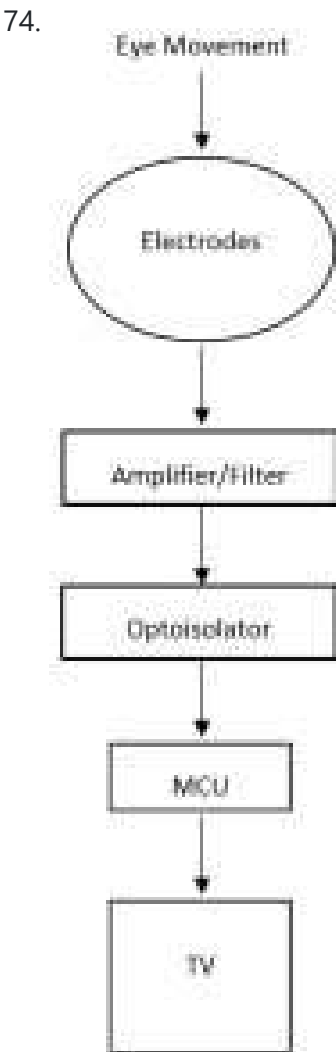 74.
Eye Movement
Electrodes
Amplifier/Filter
Optoisolator
MCU
TV